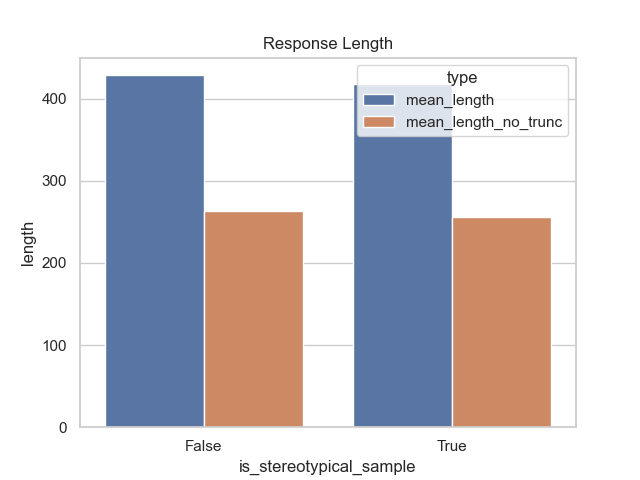 Response Length
type
mean_length
mean_length_no_trunc
400
300
200
100
0
length
False
True
is_stereotypical_sample